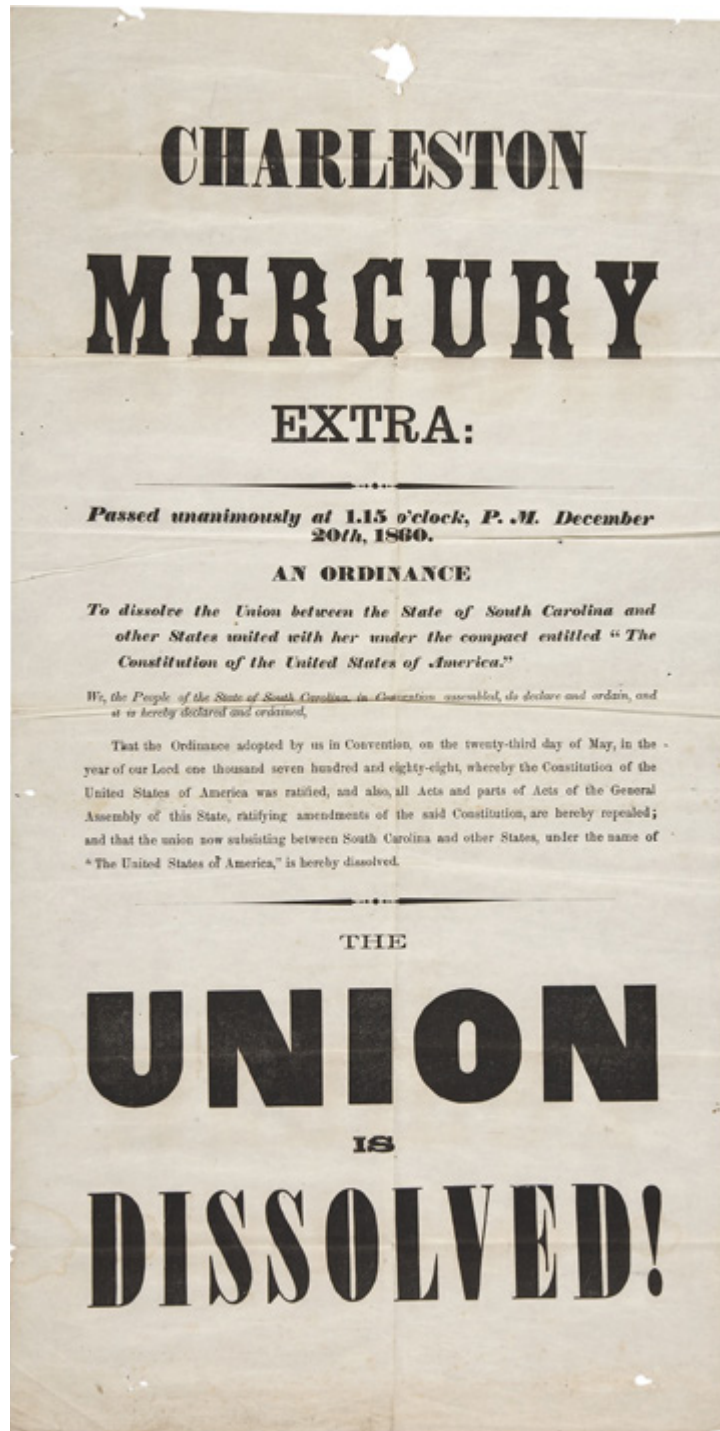 CHARLESTON
MERCURY
EXTRA:
Passed unanimously at 1.15 o'clock, P. M. December
20th, 1860.
AN ORDINANCE
To dissolve the Union between the State of South Carolina and
other States united with her under the compact entitled "The
Constitution of the United States of America."
We, the People of the State of South Carolina, in Convention assembled, do declare and ordain, and
it is hereby declared and ordained,
That the Ordinance adopted by us in Convention, on the twenty-third day of May, in the
year of our Lord one thousand seven hundred and eighty-eight, whereby the Constitution of the
United States of America was ratified, and also, all Acts and parts of Acts of the General
Assembly of this State, ratifying amendments of the said Constitution, are hereby repealed;
and that the union now subsisting between South Carolina and other States, under the name of
"The United States of America," is hereby dissolved.
THE
UNION
IS
DISSOLVED!